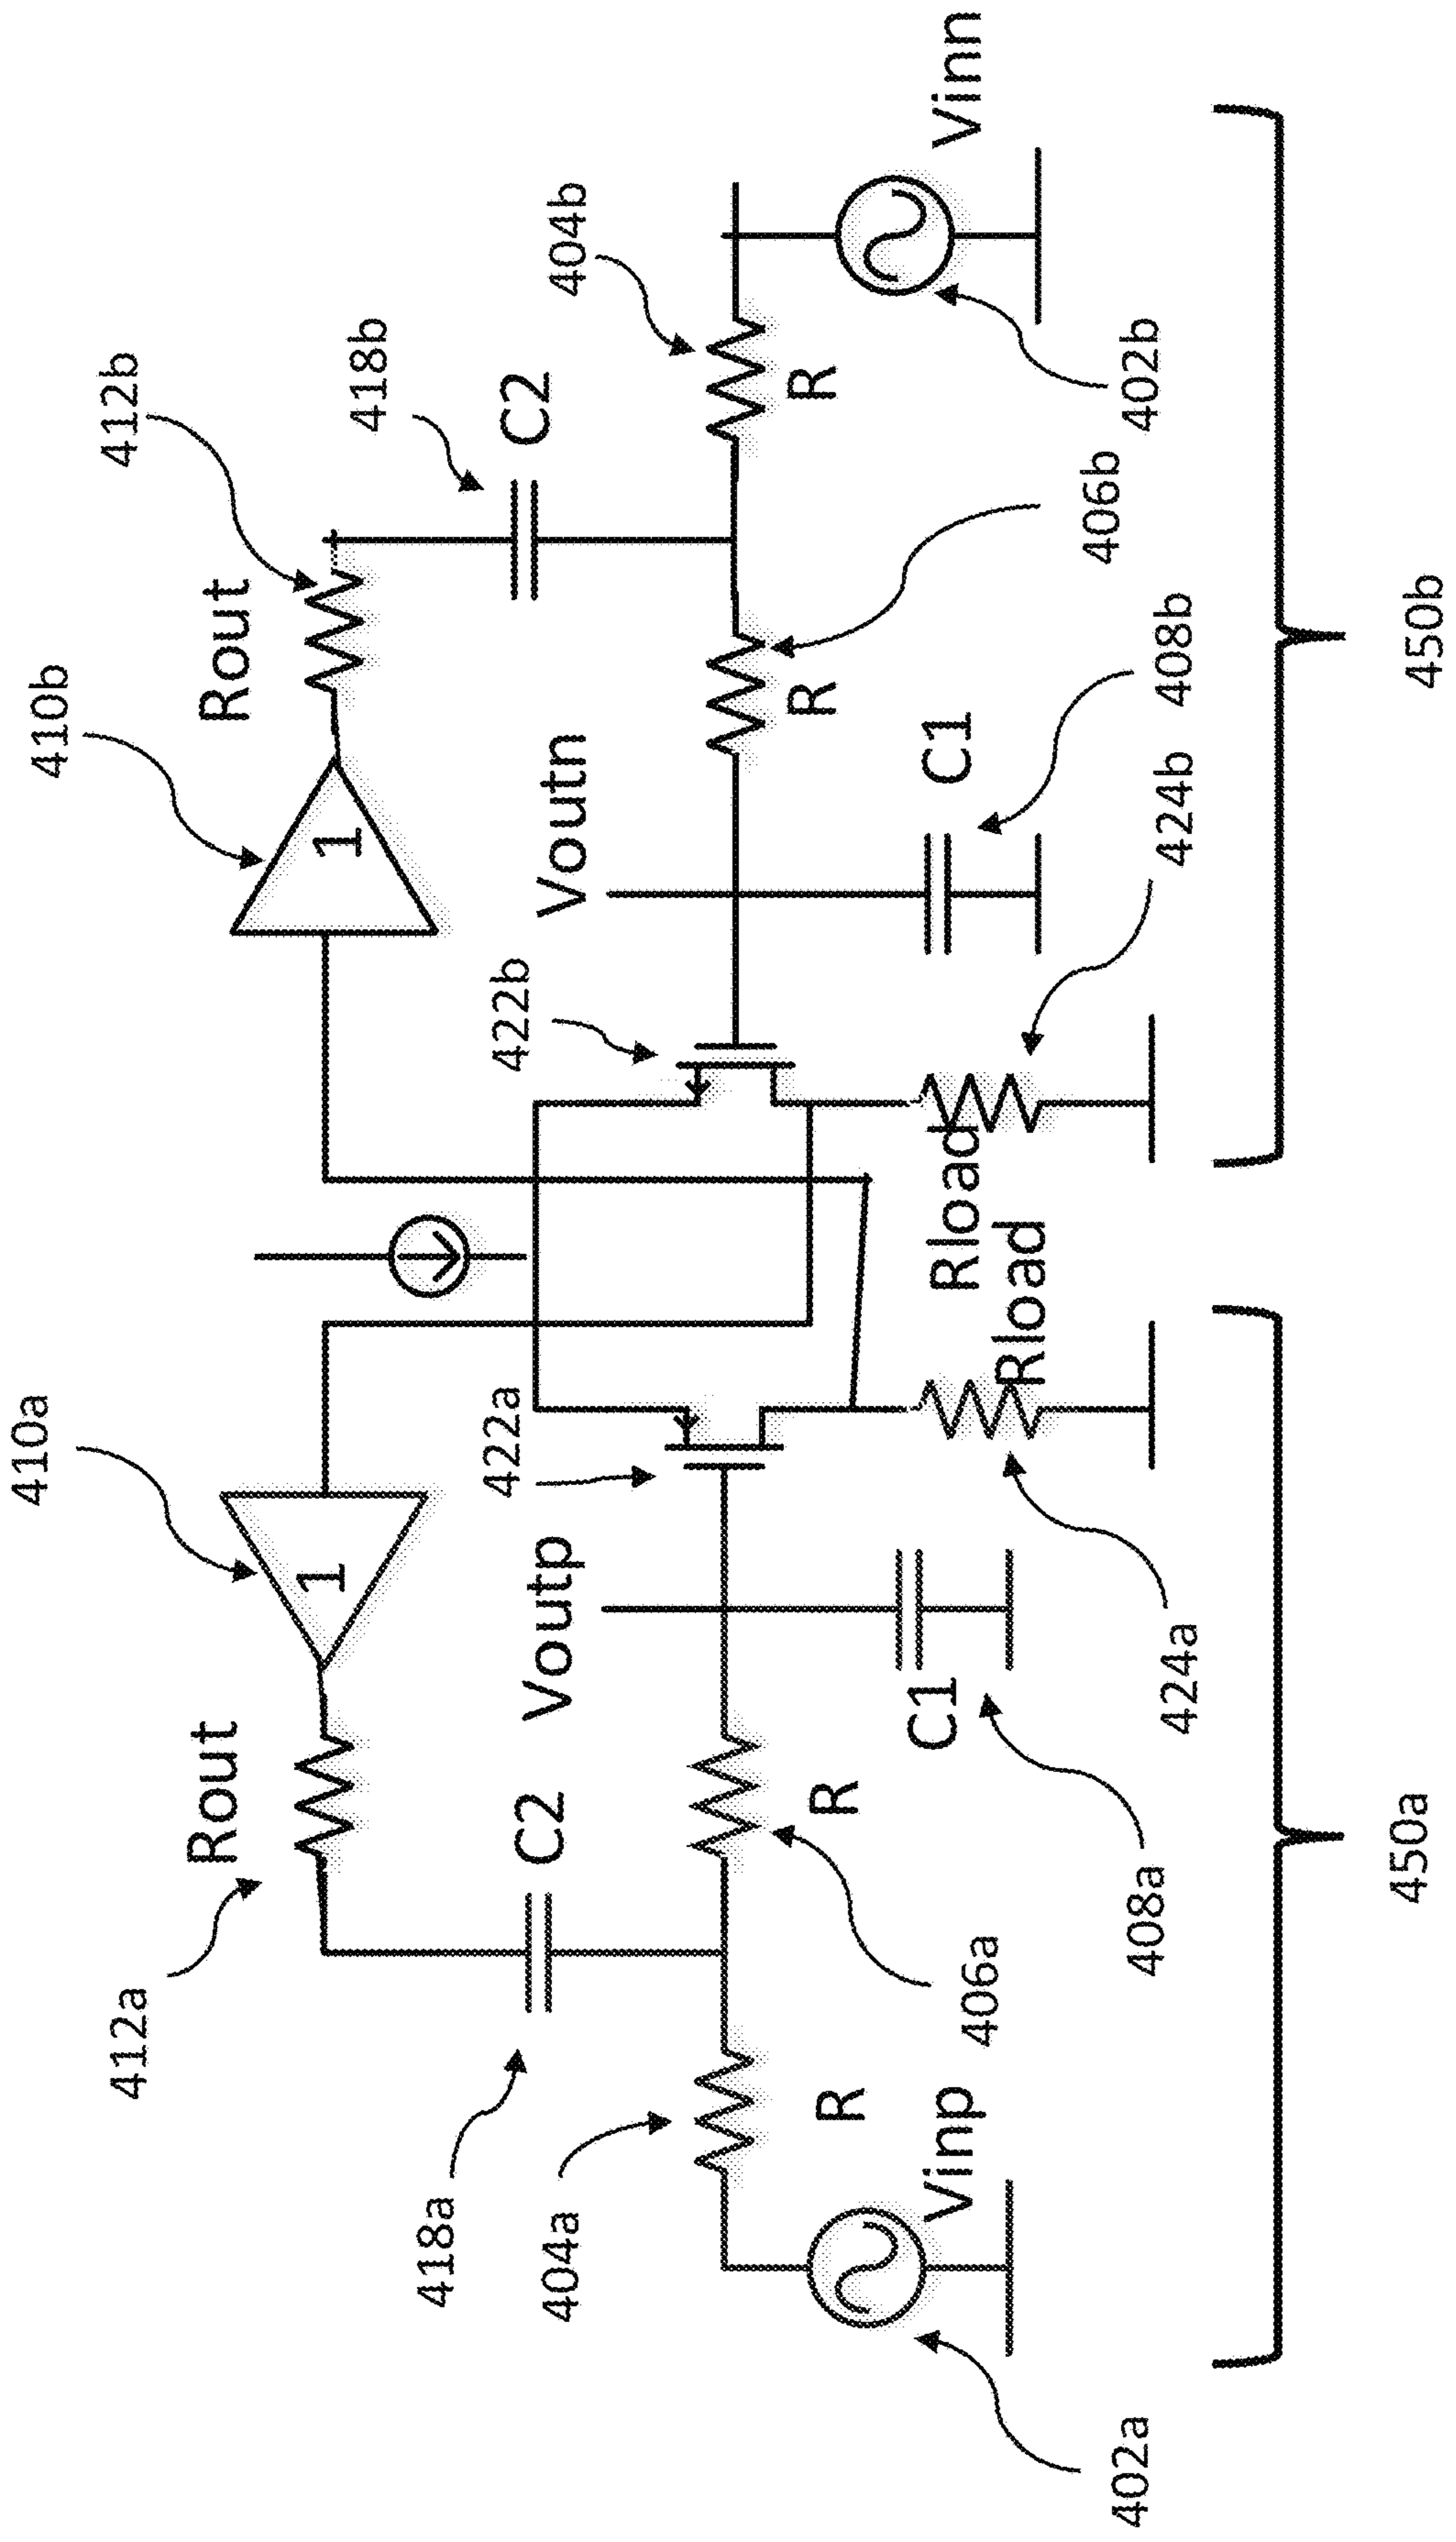 410a
410b
412a
Rout
1
1
Rout
412b
418a
C2
Voutp
422a
422b
Voutn
C2
418b
404a
404b
R
R
R
R
Vinp
406a
C1
Rload
Rload
C1
406b
Vinn
402a
408a
424a
424b
408b
402b
450a
450b